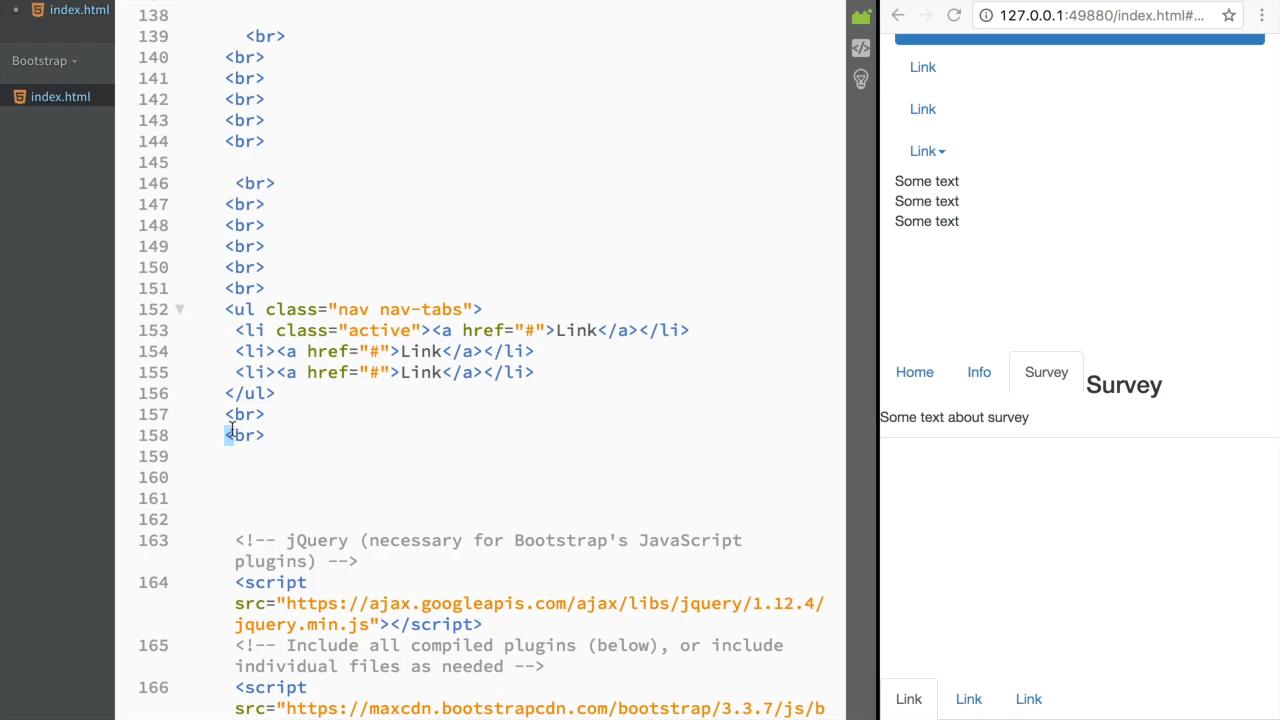 index.html
Bootstrap
index.html
138
139 <br>
140 <br>
141 <br>
142 <br>
143 <br>
144 <br>
145
146 <br>
147 <br>
148 <br>
149 <br>
150 <br>
151 <br>
152 <ul class="nav nav-tabs">
153 <li class="active"><a href="#">Link</a></li>
154 <li><a href="#">Link</a></li>
155 <li><a href="#">Link</a></li>
156 </ul>
157 <br>
158 <br>
159
160
161
162
163 <!-- jQuery (necessary for Bootstrap's JavaScript
plugins) -->
164 <script
src="https://ajax.googleapis.com/ajax/libs/jquery/1.12.4/
jquery.min.js"></script>
165 <!-- Include all compiled plugins (below), or include
individual files as needed -->
166 <script
src="https://maxcdn.bootstrapcdn.com/bootstrap/3.3.7/js/b
127.0.0.1:49880/index.html#...
Link
Link
Link
Some text
Some text
Some text
Home Info Survey Survey
Some text about survey
Link Link Link